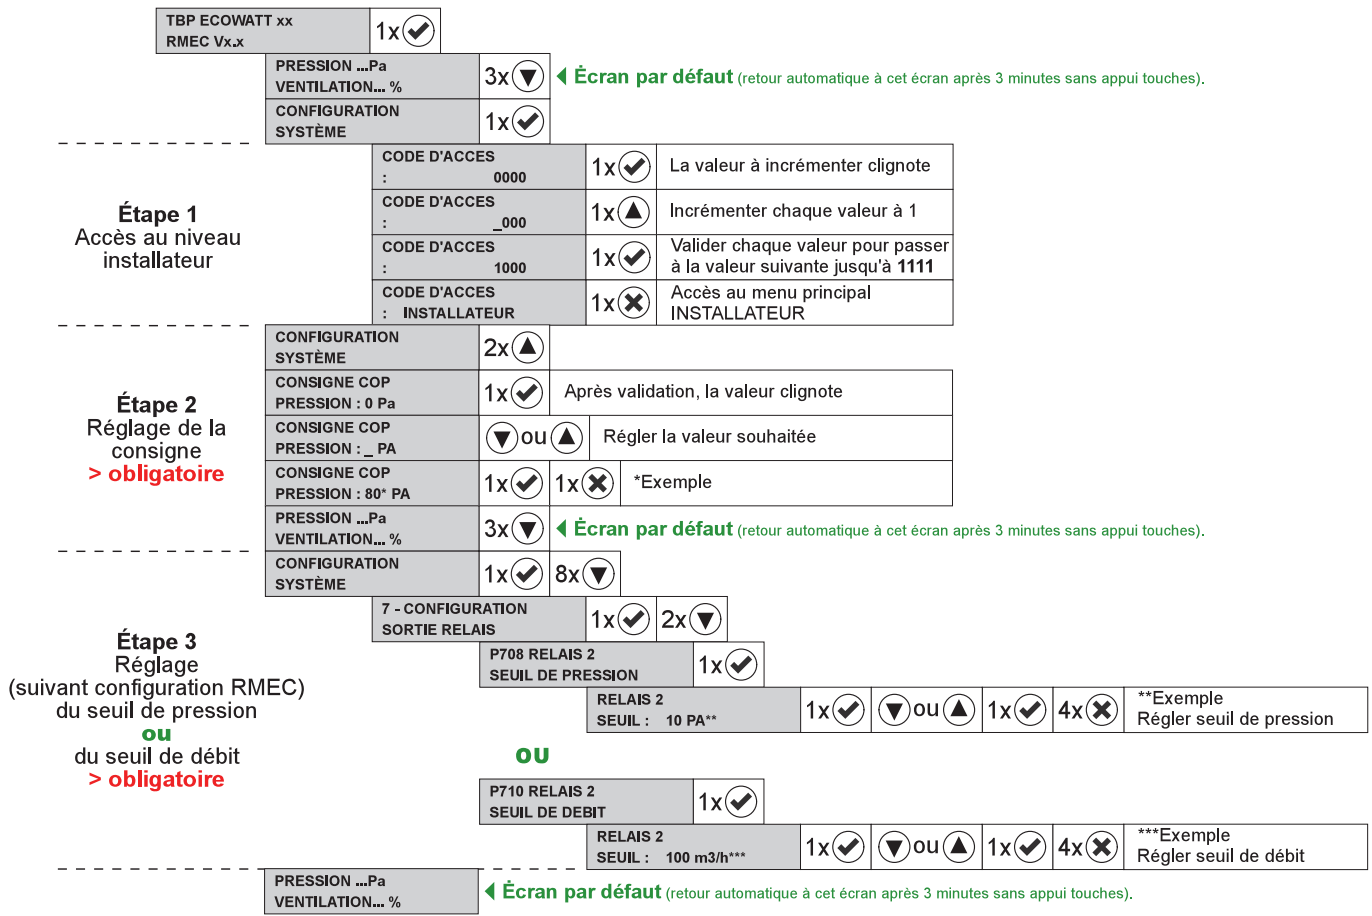 TBP ECOWATT xx
RMEC Vx.x
1x
PRESSION ...Pa
VENTILATION... %
3x
Écran par défaut (retour automatique à cet écran après 3 minutes sans appui touches).
CONFIGURATION
SYSTÈME
1x
Étape 1
Accès au niveau
installateur
CODE D'ACCES
: 0000
1x
La valeur à incrémenter clignote
CODE D'ACCES
: _000
1x
Incrémenter chaque valeur à 1
CODE D'ACCES
: 1000
1x
Valider chaque valeur pour passer
à la valeur suivante jusqu'à 1111
CODE D'ACCES
: INSTALLATEUR
1x
Accès au menu principal
INSTALLATEUR
Étape 2
Réglage de la
consigne
> obligatoire
CONFIGURATION
SYSTÈME
2x
CONSIGNE COP
PRESSION : 0 Pa
1x
Après validation, la valeur clignote
CONSIGNE COP
PRESSION : _ PA
ou
Régler la valeur souhaitée
CONSIGNE COP
PRESSION : 80* PA
1x
1x
*Exemple
PRESSION ...Pa
VENTILATION... %
3x
Écran par défaut (retour automatique à cet écran après 3 minutes sans appui touches).
CONFIGURATION
SYSTÈME
1x
8x
Étape 3
Réglage
(suivant configuration RMEC)
du seuil de pression
ou
du seuil de débit
> obligatoire
7 - CONFIGURATION
SORTIE RELAIS
1x
2x
P708 RELAIS 2
SEUIL DE PRESSION
1x
RELAIS 2
SEUIL : 10 PA**
1x
ou
1x
4x
**Exemple
Régler seuil de pression
ou
P710 RELAIS 2
SEUIL DE DEBIT
1x
RELAIS 2
SEUIL : 100 m3/h***
1x
ou
1x
4x
***Exemple
Régler seuil de débit
PRESSION ...Pa
VENTILATION... %
Écran par défaut (retour automatique à cet écran après 3 minutes sans appui touches).